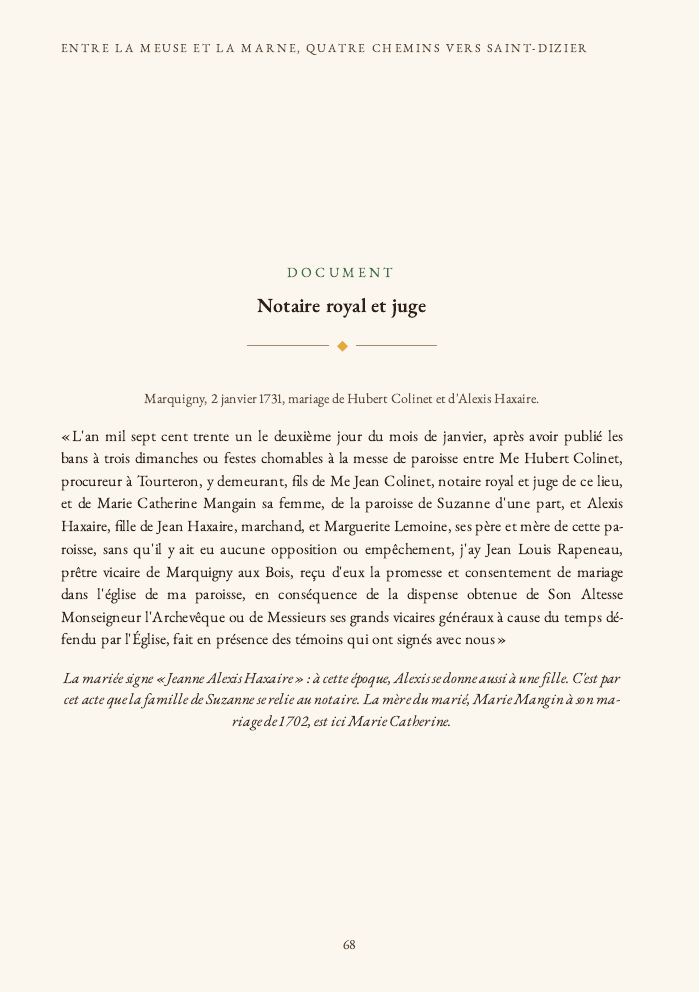 ENTRE LA MEUSE ET LA MARNE, QUATRE CHEMINS VERS SAINT-DIZIER
DOCUMENT
Notaire royal et juge
Marquigny, 2 janvier 1731, mariage de Hubert Colinet et d'Alexis Haxaire.
« L'an mil sept cent trente un le deuxième jour du mois de janvier, après avoir publié les
bans à trois dimanches ou festes chomables à la messe de paroisse entre Me Hubert Colinet,
procureur à Tourteron, y demeurant, fils de Me Jean Colinet, notaire royal et juge de ce lieu,
et de Marie Catherine Mangain sa femme, de la paroisse de Suzanne d'une part, et Alexis
Haxaire, fille de Jean Haxaire, marchand, et Marguerite Lemoine, ses père et mère de cette pa-
roisse, sans qu'il y ait eu aucune opposition ou empêchement, j'ay Jean Louis Rapeneau,
prêtre vicaire de Marquigny aux Bois, reçu d'eux la promesse et consentement de mariage
dans l'église de ma paroisse, en conséquence de la dispense obtenue de Son Altesse
Monseigneur l'Archevêque ou de Messieurs ses grands vicaires généraux à cause du temps dé-
fendu par l'Église, fait en présence des témoins qui ont signés avec nous »
La mariée signe « Jeanne Alexis Haxaire » : à cette époque, Alexis se donne aussi à une fille. C'est par
cet acte que la famille de Suzanne se relie au notaire. La mère du marié, Marie Mangin à son ma-
riage de 1702, est ici Marie Catherine.
68